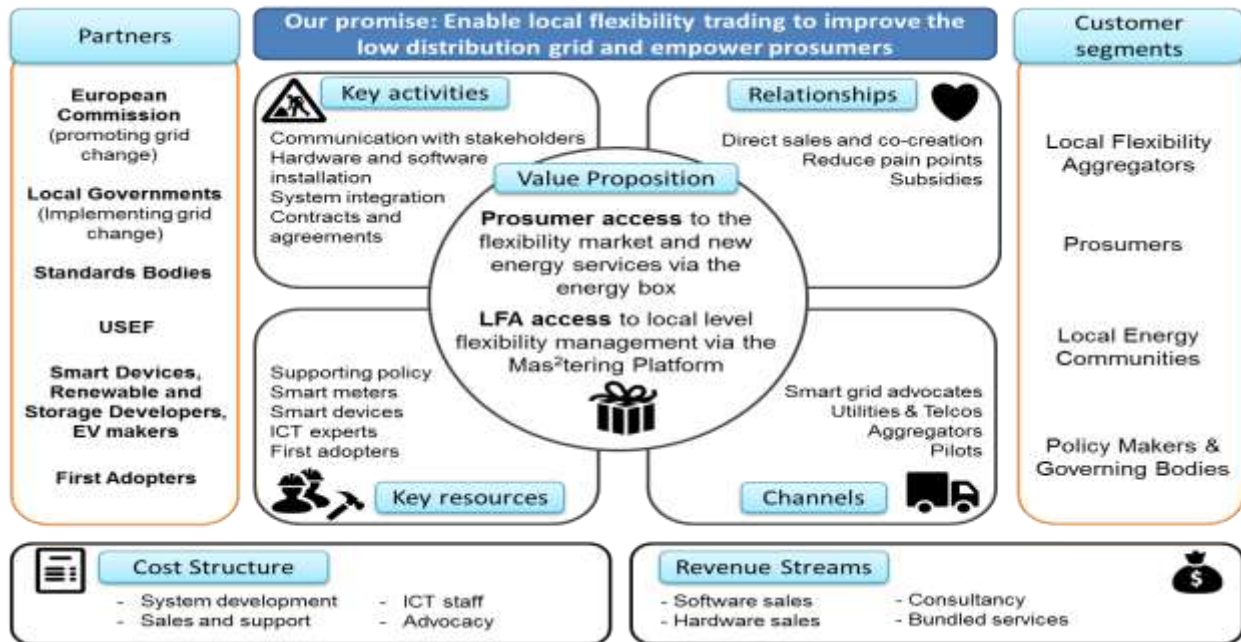 Partners
Our promise: Enable local flexibility trading to improve the
low distribution grid and empower prosumers
Customer
segments
European
Commission
(promoting grid
change)
Local Governments
(Implementing grid
change)
Standards Bodies
USEF
Smart Devices,
Renewable and
Storage Developers,
EV makers
First Adopters
Key activities
Communication with stakeholders
Hardware and software
installation
System integration
Contracts and
agreements
Relationships
Direct sales and co-creation
Reduce pain points
Subsidies
Value Proposition
Prosumer access to the
flexibility market and new
energy services via the
energy box
LFA access to local level
flexibility management via the
Mas²tering Platform
Supporting policy
Smart meters
Smart devices
ICT experts
First adopters
Key resources
Smart grid advocates
Utilities & Telcos
Aggregators
Pilots
Channels
Local Flexibility
Aggregators
Prosumers
Local Energy
Communities
Policy Makers &
Governing Bodies
Cost Structure
- System development
- Sales and support
- ICT staff
- Advocacy
Revenue Streams
- Software sales
- Hardware sales
- Consultancy
- Bundled services
$